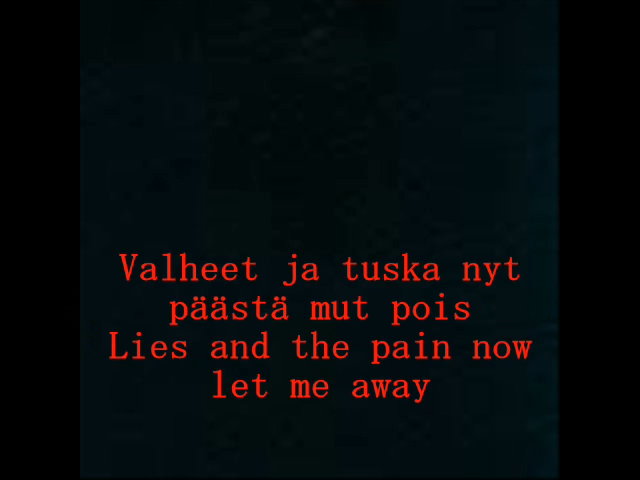 Valheet ja tuska nyt
päästä mut pois
Lies and the pain now
let me away